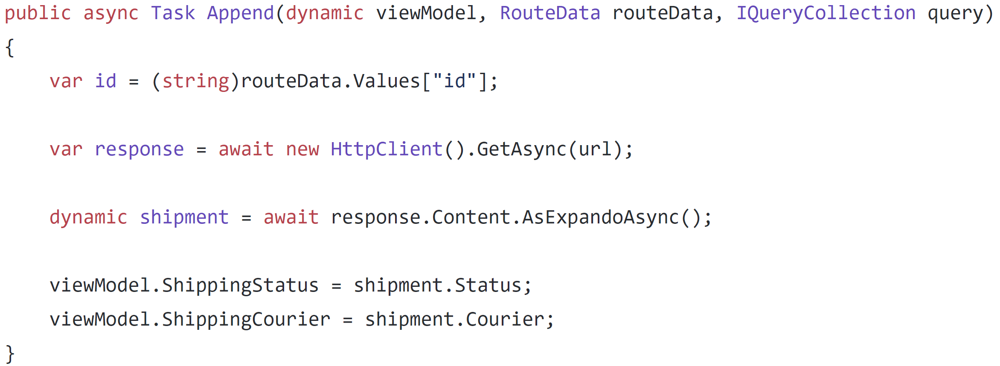 public async Task Append(dynamic viewModel, RouteData routeData, IQueryCollection query)
{
    var id = (string)routeData.Values["id"];
    var response = await new HttpClient().GetAsync(url);
    dynamic shipment = await response.Content.AsExpandoAsync();
    viewModel.ShippingStatus = shipment.Status;
    viewModel.ShippingCourier = shipment.Courier;
}